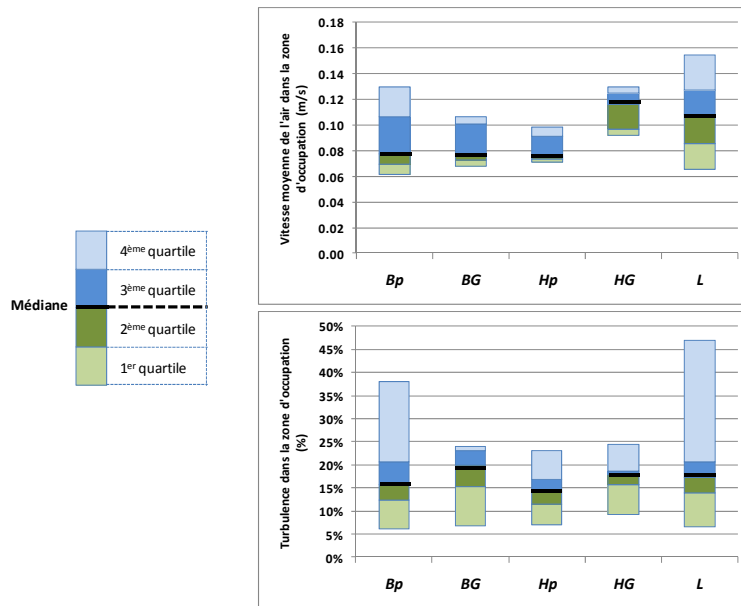 Médiane
4ème quartile
3ème quartile
2ème quartile
1er quartile
Vitesse moyenne de l'air dans la zone
d'occupation (m/s)
0.18
0.16
0.14
0.12
0.10
0.08
0.06
0.04
0.02
0.00
Bp BG Hp HG L
Turbulence dans la zone d'occupation
(%)
50%
45%
40%
35%
30%
25%
20%
15%
10%
5%
0%
Bp BG Hp HG L